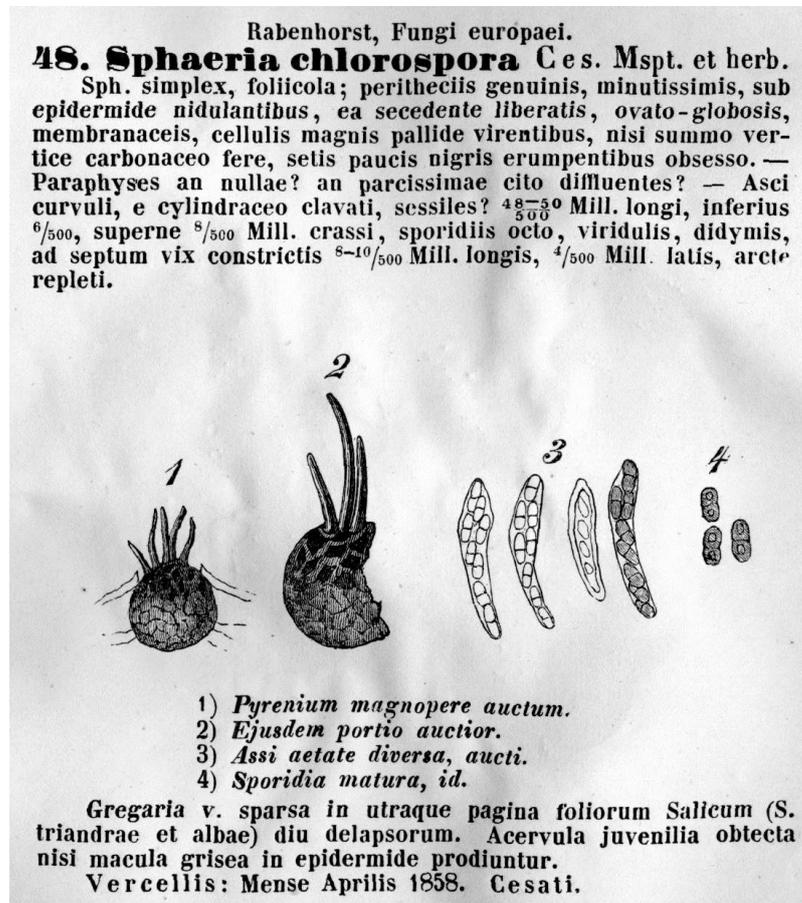 Rabenhorst, Fungi europaei.
48. Sphaeria chlorospora Ces. Mspt. et herb.
Sph. simplex, foliicola; peritheciis genuinis, minutissimis, sub
epidermide nidulantibus, ea secedente liberatis, ovato-globosis,
membranaceis, cellulis magnis pallide virentibus, nisi summo ver-
tice carbonaceo fere, setis paucis nigris erumpentibus obsesso. —
Paraphyses an nullae? an parcissimae cito diffluentes? — Asci
curvuli, e cylindraceo clavati, sessiles? 48–50/500 Mill. longi, inferius
6/500, superne 8/500 Mill. crassi, sporidiis octo, viridulis, didymis,
ad septum vix constrictis 8–10/500 Mill. longis, 4/500 Mill. latis, arcte
repleti.
2
1
3
4
1) Pyrenium magnopere auctum.
2) Ejusdem portio auctior.
3) Assi aetate diversa, aucti.
4) Sporidia matura, id.
Gregaria v. sparsa in utraque pagina foliorum Salicum (S.
triandrae et albae) diu delapsorum. Acervula juvenilia obtecta
nisi macula grisea in epidermide prodiuntur.
Vercellis: Mense Aprilis 1858. Cesati.